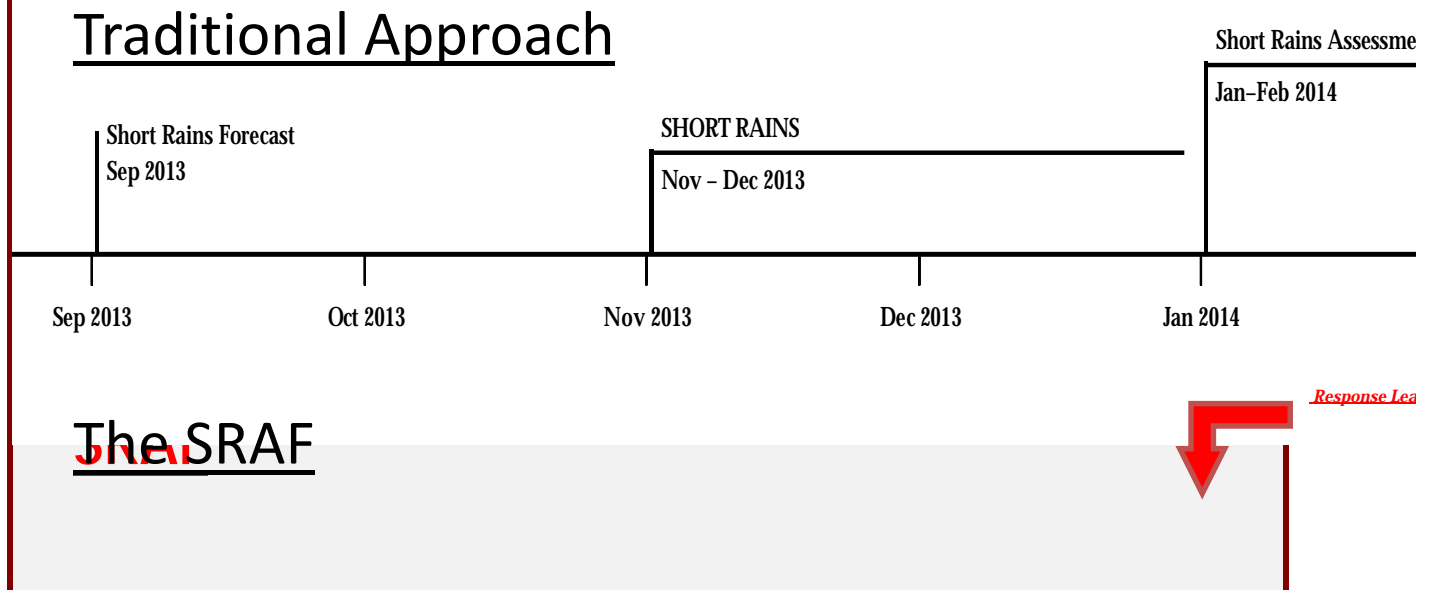 Traditional Approach
Short Rains Assessme
Jan–Feb 2014
Short Rains Forecast
Sep 2013
SHORT RAINS
Nov – Dec 2013
Sep 2013
Oct 2013
Nov 2013
Dec 2013
Jan 2014
Response Lea
The SRAF